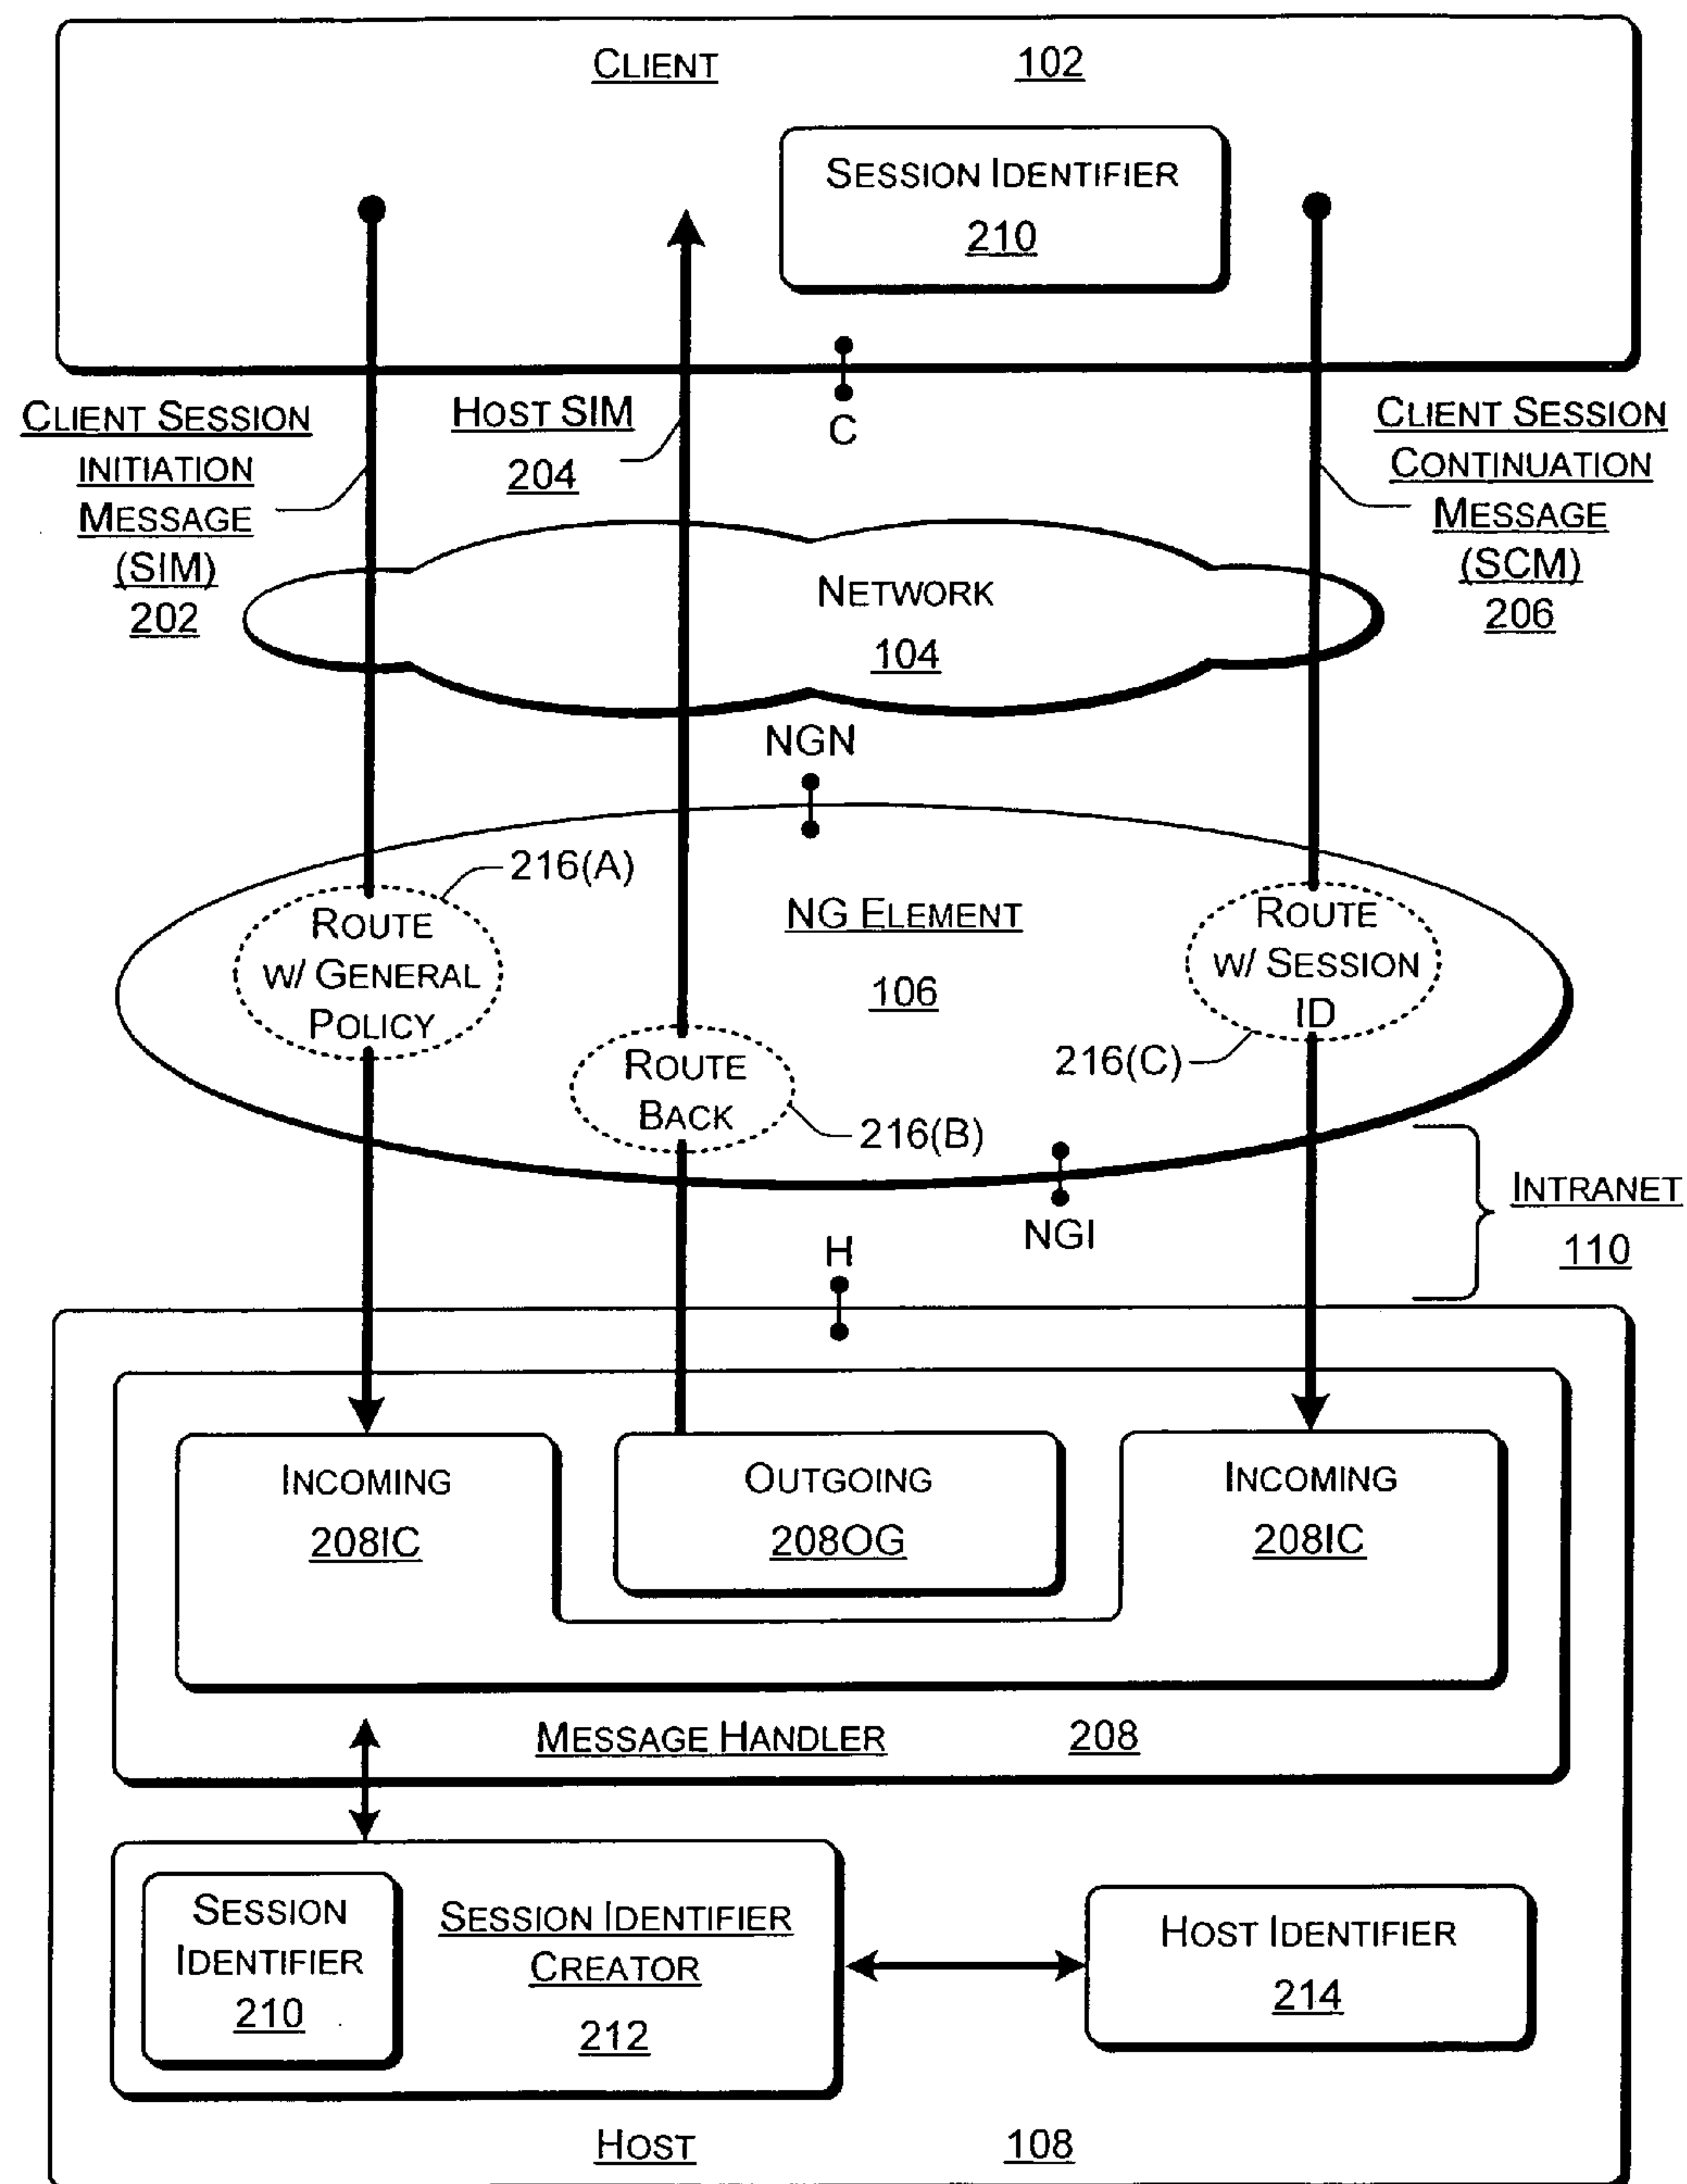 CLIENT 102
SESSION IDENTIFIER
210
CLIENT SESSION
INITIATION
MESSAGE
(SIM)
202
HOST SIM
204
C
CLIENT SESSION
CONTINUATION
MESSAGE
(SCM)
206
NETWORK
104
NGN
216(A)
ROUTE
W/ GENERAL
POLICY
NG ELEMENT
106
ROUTE
W/ SESSION
ID
216(C)
ROUTE
BACK
216(B)
NGI
INTRANET
110
H
INCOMING
208IC
OUTGOING
208OG
INCOMING
208IC
MESSAGE HANDLER 208
SESSION
IDENTIFIER
210
SESSION IDENTIFIER
CREATOR
212
HOST IDENTIFIER
214
HOST 108